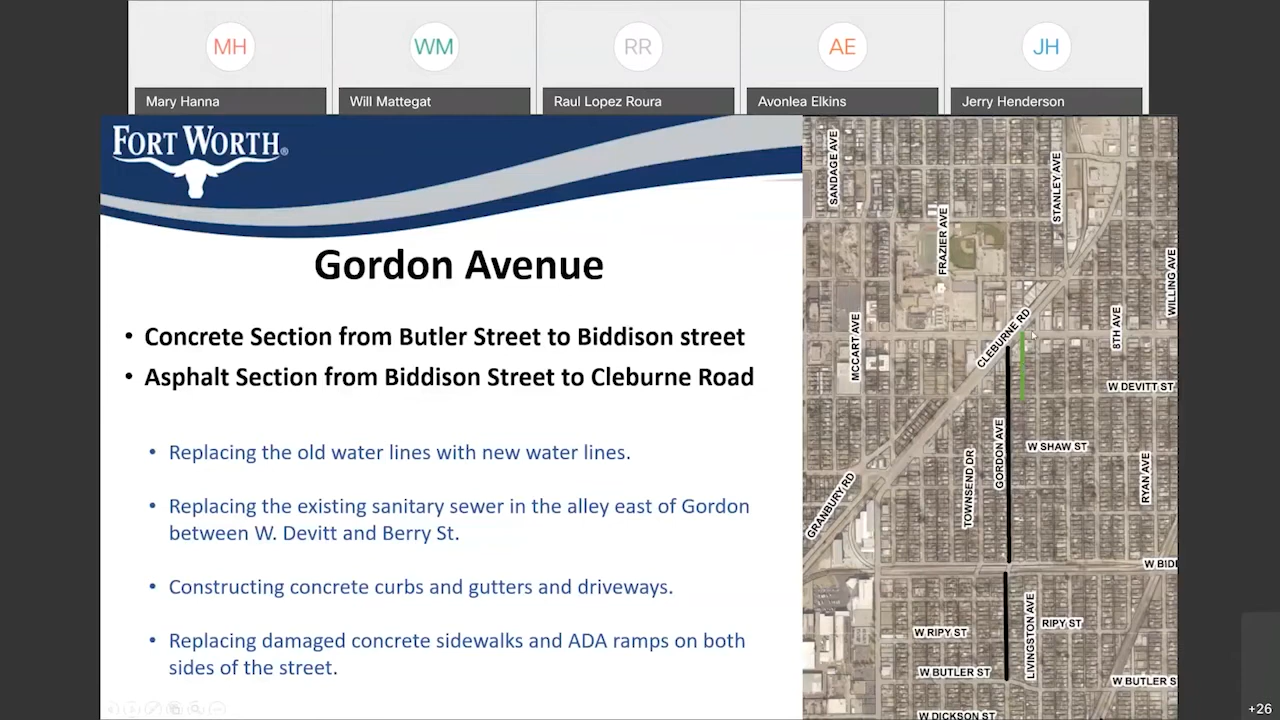 MH
WM
RR
AE
JH
Mary Hanna
Will Mattegat
Raul Lopez Roura
Avonlea Elkins
Jerry Henderson
FORT WORTH®
Gordon Avenue
• Concrete Section from Butler Street to Biddison street
• Asphalt Section from Biddison Street to Cleburne Road
• Replacing the old water lines with new water lines.
• Replacing the existing sanitary sewer in the alley east of Gordon
between W. Devitt and Berry St.
• Constructing concrete curbs and gutters and driveways.
• Replacing damaged concrete sidewalks and ADA ramps on both
sides of the street.
SANDAGE AVE
STANLEY AVE
FRAZIER AVE
WILLING AVE
MCCART AVE
CLEBURNE RD
8TH AVE
W DEVITT ST
GORDON AVE
W SHAW ST
TOWNSEND DR
RYAN AVE
GRANBURY RD
W BIDI
LIVINGSTON AVE
W RIPY ST
RIPY ST
W BUTLER ST
W BUTLER S
W DICKSON ST
+26